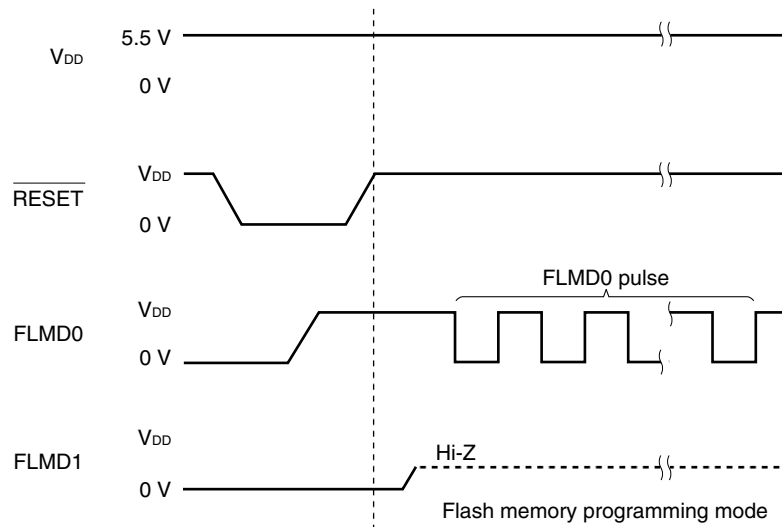 5.5 V
VDD
0 V
VDD
RESET
0 V
FLMD0 pulse
VDD
FLMD0
0 V
VDD
Hi-Z
FLMD1
0 V
Flash memory programming mode